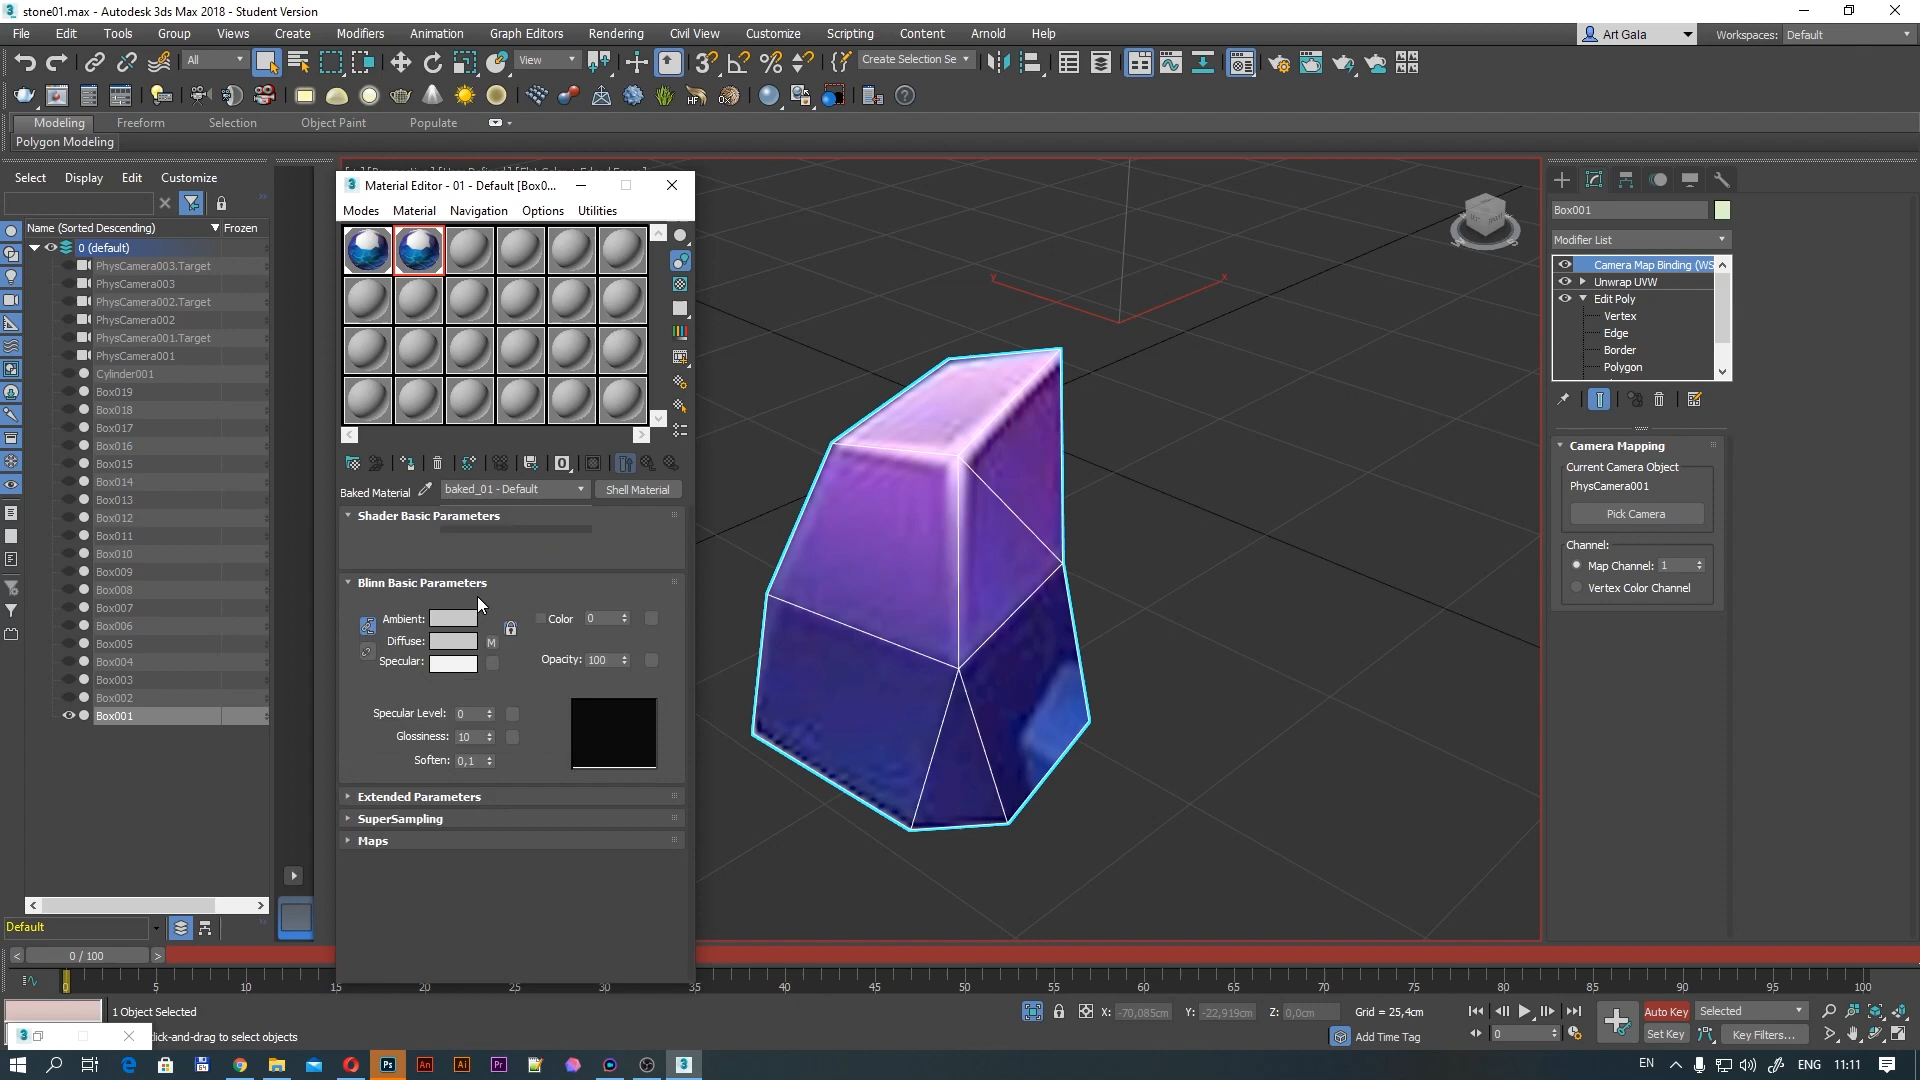 stone01.max - Autodesk 3ds Max 2018 - Student Version
File Edit Tools Group Views Create Modifiers Animation Graph Editors Rendering Civil View Customize Scripting Content Arnold Help
Art Gala Workspaces: Default
All View Create Selection Se
Modeling Freeform Selection Object Paint Populate
Polygon Modeling
Select Display Edit Customize
Name (Sorted Descending) Frozen
0 (default)
PhysCamera003.Target
PhysCamera003
PhysCamera002.Target
PhysCamera002
PhysCamera001.Target
PhysCamera001
Cylinder001
Box019
Box018
Box017
Box016
Box015
Box014
Box013
Box012
Box011
Box010
Box009
Box008
Box007
Box006
Box005
Box004
Box003
Box002
Box001
Default
Material Editor - 01 - Default [Box0...
Modes Material Navigation Options Utilities
Baked Material baked_01 - Default Shell Material
Shader Basic Parameters
Blinn Basic Parameters
Ambient: Color 0
Diffuse: M
Specular: Opacity: 100
Specular Level: 0
Glossiness: 10
Soften: 0,1
Extended Parameters
SuperSampling
Maps
y x
Box001
Modifier List
Camera Map Binding (WS
Unwrap UVW
Edit Poly
Vertex
Edge
Border
Polygon
Camera Mapping
Current Camera Object
PhysCamera001
Pick Camera
Channel:
Map Channel: 1
Vertex Color Channel
< 0 / 100 >
0 5 10 15 20 25 30 35 40 45 50 55 60 65 70 75 80 85 90 95 100
1 Object Selected
X: -70,085cm Y: -22,919cm Z: 0,0cm Grid = 25,4cm
Auto Key Selected
lick-and-drag to select objects
Add Time Tag
0
Set Key Key Filters...
EN ENG 11:11